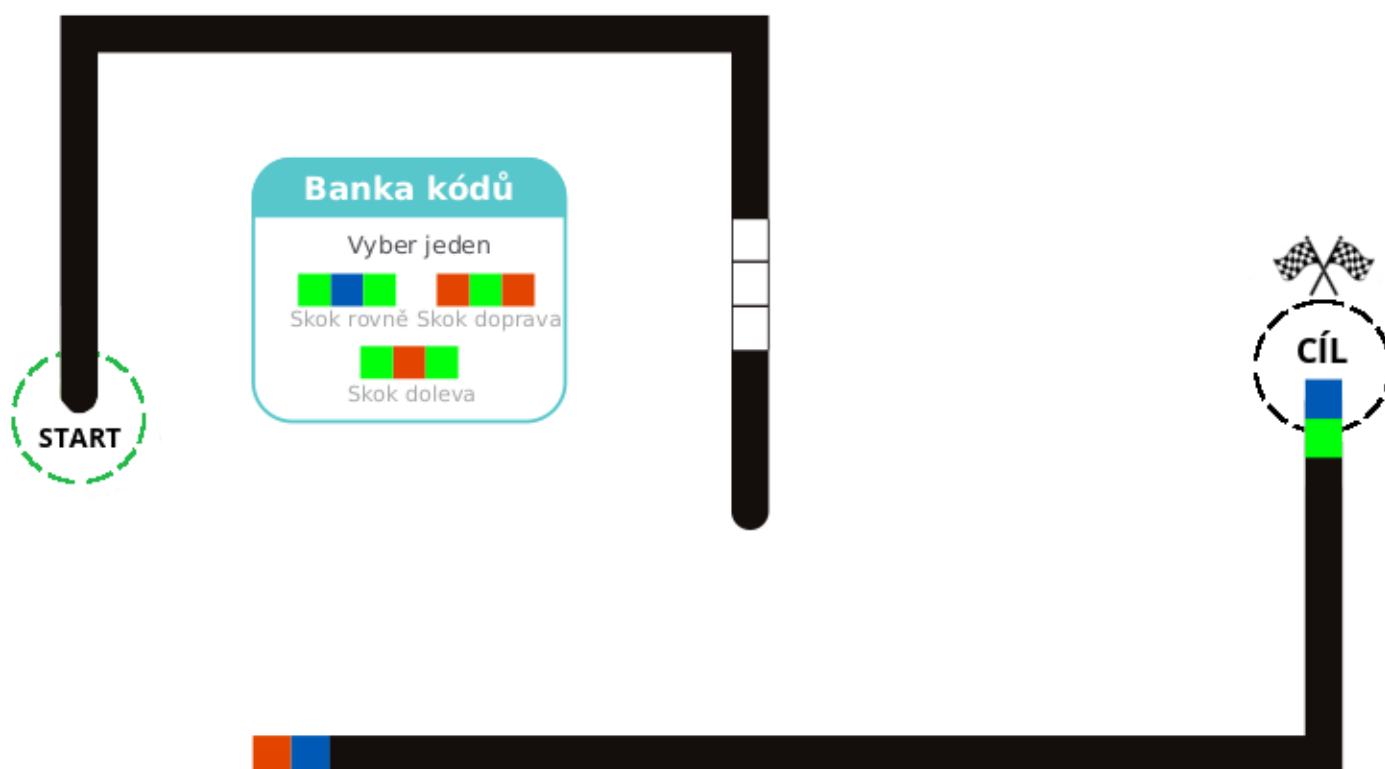 Banka kódů
Vyber jeden
Skok rovně
Skok doprava
Skok doleva
START
CÍL